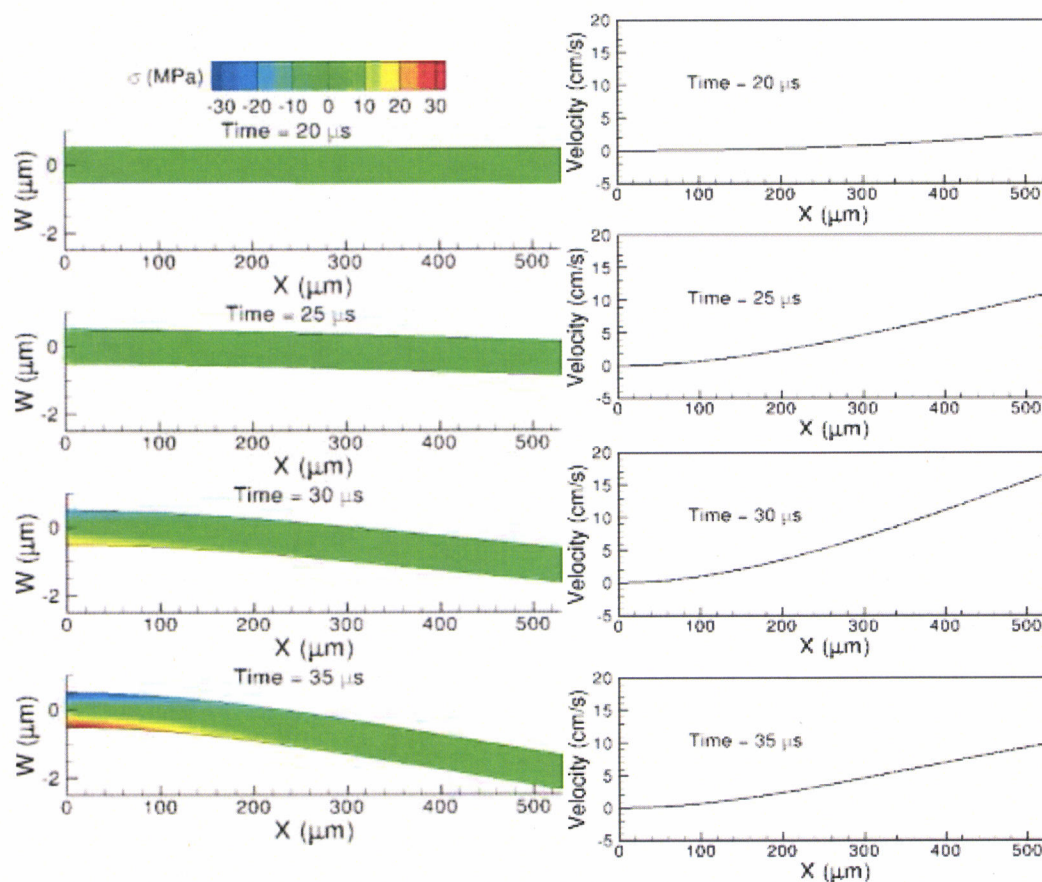 σ (MPa)
-30 -20 -10 0 10 20 30
Time = 20 μs
W (μm)
0
-2
0 100 200 300 400 500
X (μm)
Time = 25 μs
W (μm)
0
-2
0 100 200 300 400 500
X (μm)
Time = 30 μs
W (μm)
0
-2
0 100 200 300 400 500
X (μm)
Time = 35 μs
W (μm)
0
-2
0 100 200 300 400 500
X (μm)
Velocity (cm/s)
20
15
10
5
0
-5
Time = 20 μs
0 100 200 300 400 500
X (μm)
Velocity (cm/s)
20
15
10
5
0
-5
Time = 25 μs
0 100 200 300 400 500
X (μm)
Velocity (cm/s)
20
15
10
5
0
-5
Time = 30 μs
0 100 200 300 400 500
X (μm)
Velocity (cm/s)
20
15
10
5
0
-5
Time = 35 μs
0 100 200 300 400 500
X (μm)